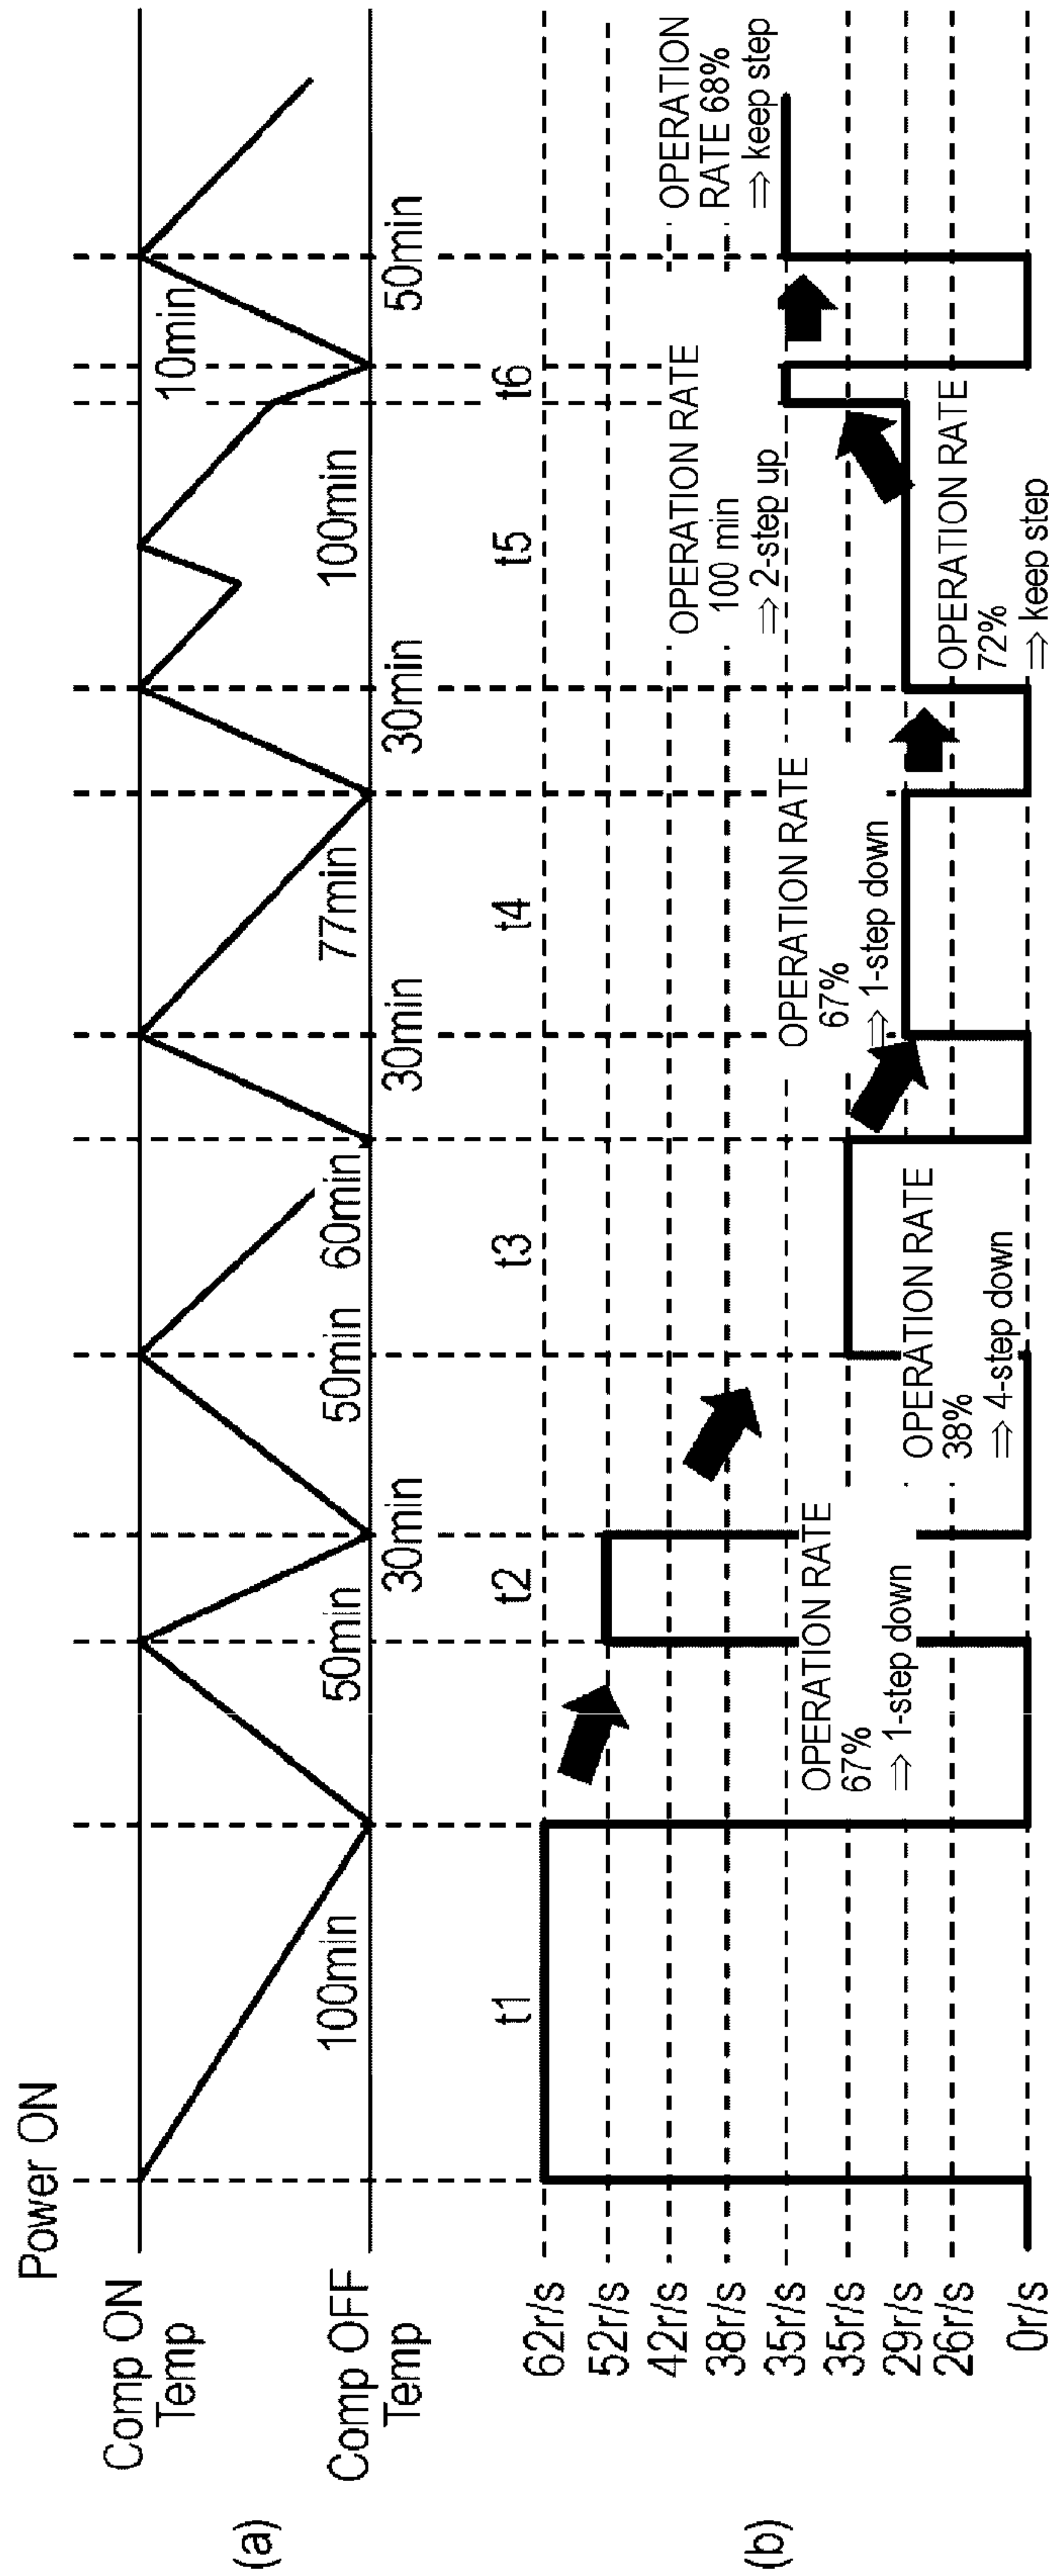 Power ON
(a)
Comp ON
Temp
Comp OFF
Temp
100min
50min
30min
50min
60min
30min
77min
30min
100min
10min
50min
t1
t2
t3
t4
t5
t6
(b)
62r/s
52r/s
42r/s
38r/s
35r/s
35r/s
29r/s
26r/s
0r/s
OPERATION RATE
67%
⇒ 1-step down
OPERATION RATE
38%
⇒ 4-step down
OPERATION RATE
67%
⇒ 1-step down
OPERATION RATE
72%
⇒ keep step
OPERATION RATE
100 min
⇒ 2-step up
OPERATION
RATE 68%
⇒ keep step